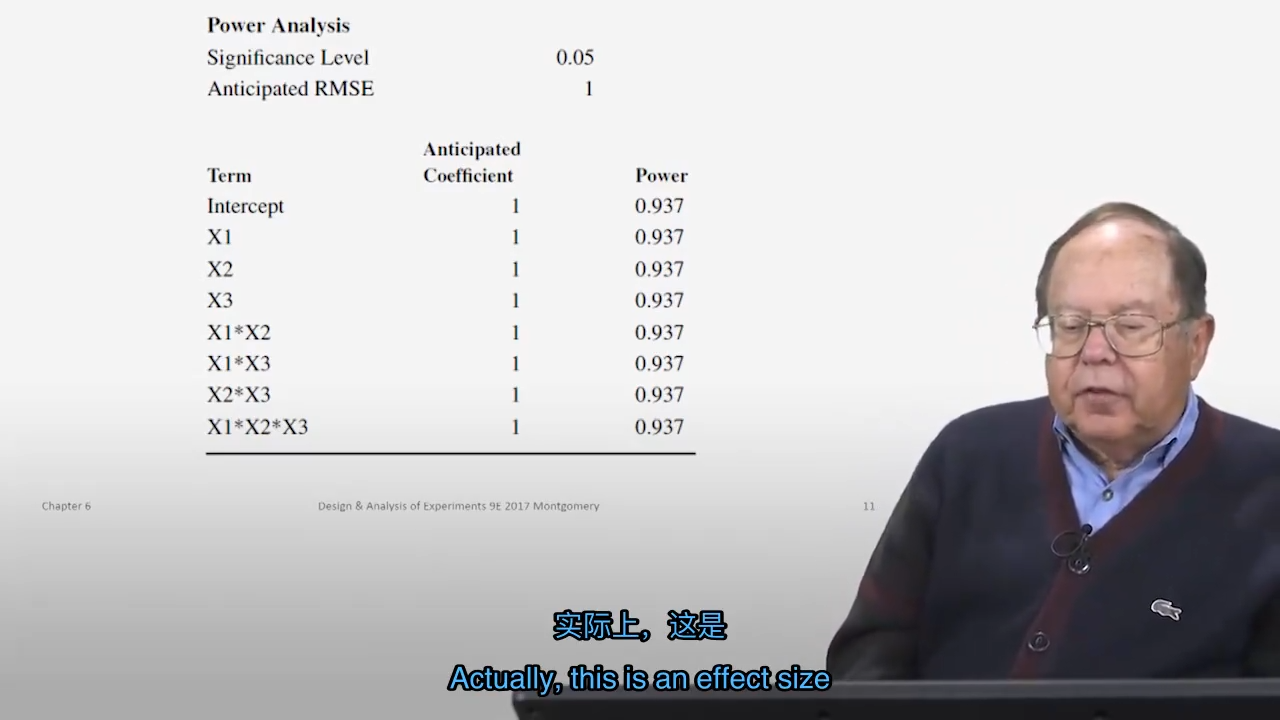 Power Analysis
Significance Level 0.05
Anticipated RMSE 1
Anticipated
Term Coefficient Power
Intercept 1 0.937
X1 1 0.937
X2 1 0.937
X3 1 0.937
X1*X2 1 0.937
X1*X3 1 0.937
X2*X3 1 0.937
X1*X2*X3 1 0.937
Chapter 6 Design & Analysis of Experiments 9E 2017 Montgomery 11
实际上，这是
Actually, this is an effect size